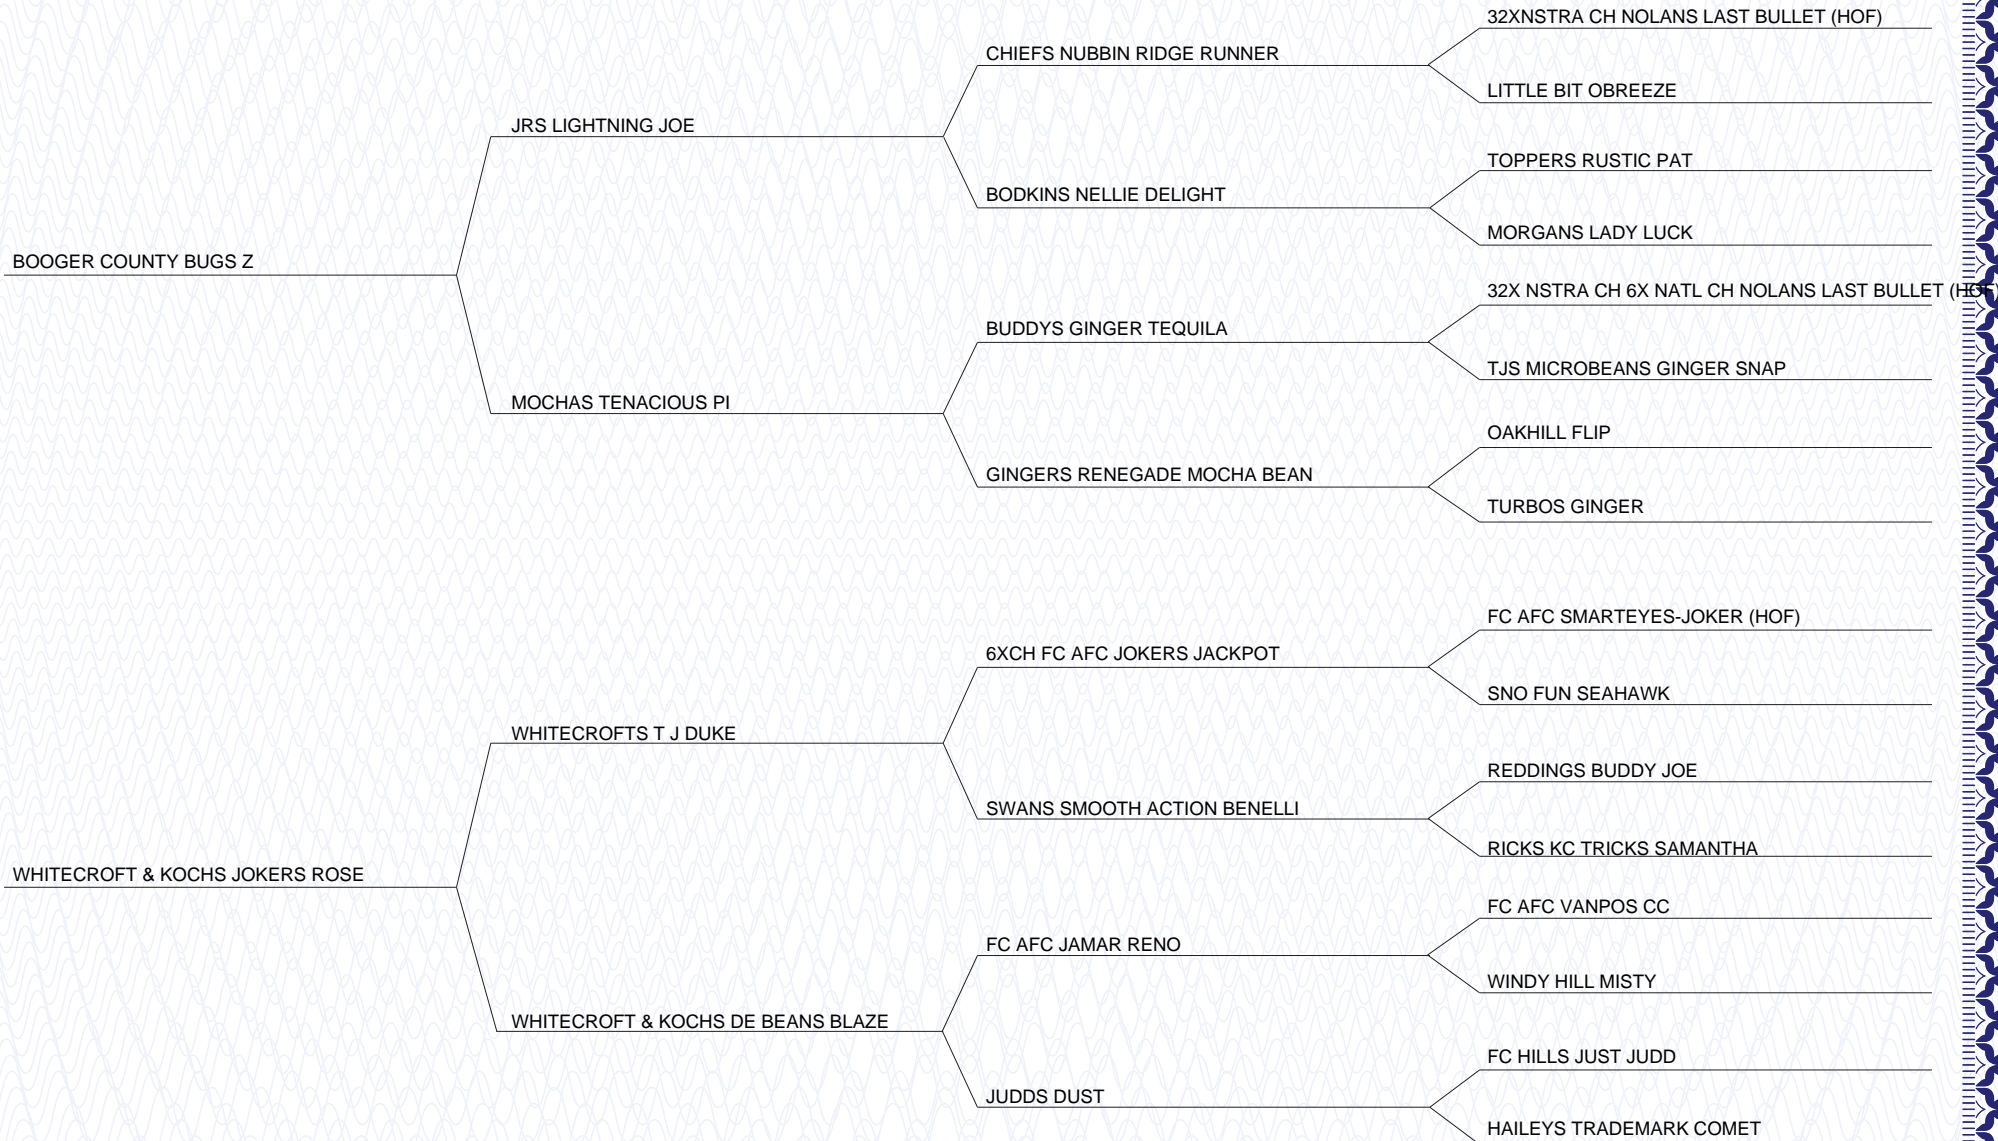 32XNSTRA CH NOLANS LAST BULLET (HOF)
CHIEFS NUBBIN RIDGE RUNNER
LITTLE BIT OBREEZE
JRS LIGHTNING JOE
TOPPERS RUSTIC PAT
BODKINS NELLIE DELIGHT
MORGANS LADY LUCK
BOOGER COUNTY BUGS Z
32X NSTRA CH 6X NATL CH NOLANS LAST BULLET (HOF)
BUDDYS GINGER TEQUILA
TJS MICROBEANS GINGER SNAP
MOCHAS TENACIOUS PI
OAKHILL FLIP
GINGERS RENEGADE MOCHA BEAN
TURBOS GINGER
FC AFC SMARTEYES-JOKER (HOF)
6XCH FC AFC JOKERS JACKPOT
SNO FUN SEAHAWK
WHITECROFTS T J DUKE
REDDINGS BUDDY JOE
SWANS SMOOTH ACTION BENELLI
RICKS KC TRICKS SAMANTHA
WHITECROFT & KOCHS JOKERS ROSE
FC AFC VANPOS CC
FC AFC JAMAR RENO
WINDY HILL MISTY
WHITECROFT & KOCHS DE BEANS BLAZE
FC HILLS JUST JUDD
JUDDS DUST
HAILEYS TRADEMARK COMET